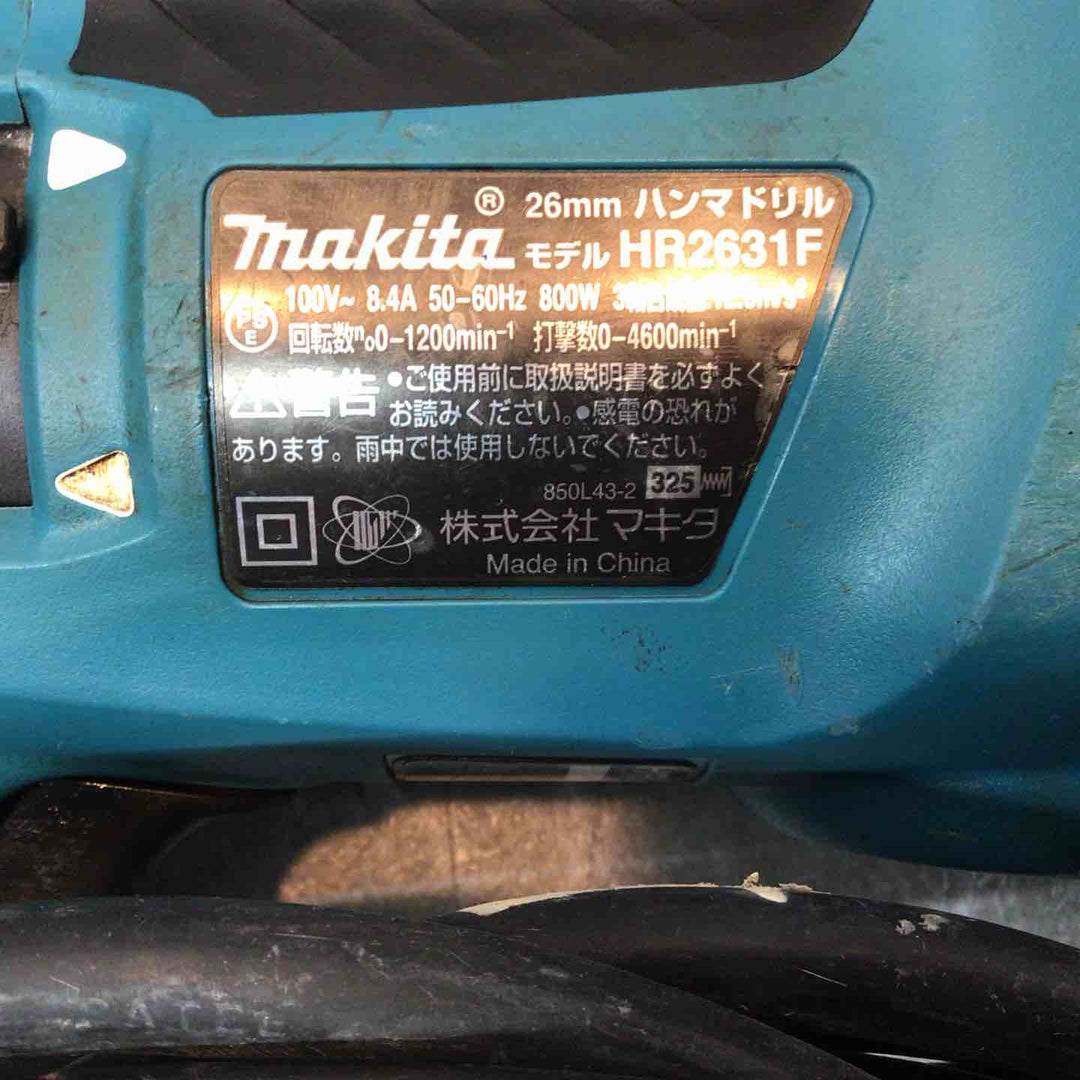 makita® 26mm ハンマドリル
モデル HR2631F
100V~ 8.4A 50-60Hz 800W
PS E
回転数n₀0-1200min⁻¹ 打撃数0-4600min⁻¹
警告 •ご使用前に取扱説明書を必ずよく
お読みください。•感電の恐れが
あります。雨中では使用しないでください。
850L43-2 325
株式会社 マキタ
Made in China